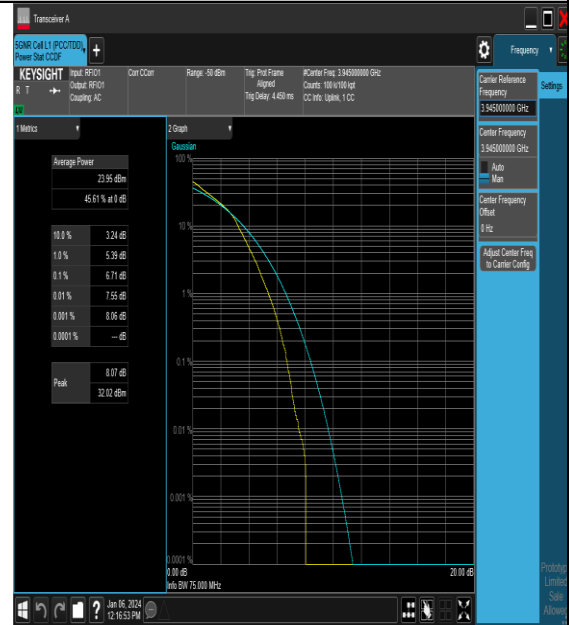 Transceiver A
5GNR Cell L1 (PCC/TDD),
Power Stat CCDF
Frequency
KEYSIGHT
R T
LW
Input: RFIO1
Output: RFIO1
Coupling: AC
Corr CCorr
Range: -50 dBm
Trig: Prot Frame
Aligned
Trig Delay: 4.450 ms
#Center Freq: 3.945000000 GHz
Counts: 100 k/100 kpt
CC Info: Uplink, 1 CC
Carrier Reference
Frequency
3.945000000 GHz
Settings
Center Frequency
3.945000000 GHz
Auto
Man
Center Frequency
Offset
0 Hz
Adjust Center Freq
to Carrier Config
1 Metrics
Average Power
23.95 dBm
45.61 % at 0 dB
10.0 % 3.24 dB
1.0 % 5.39 dB
0.1 % 6.71 dB
0.01 % 7.55 dB
0.001 % 8.06 dB
0.0001 % --- dB
Peak
8.07 dB
32.02 dBm
2 Graph
Gaussian
100 %
10 %
1 %
0.1 %
0.01 %
0.001 %
0.0001 %
0.00 dB
20.00 dB
Info BW 75.000 MHz
Jan 06, 2024
12:16:53 PM
Limited
Sale